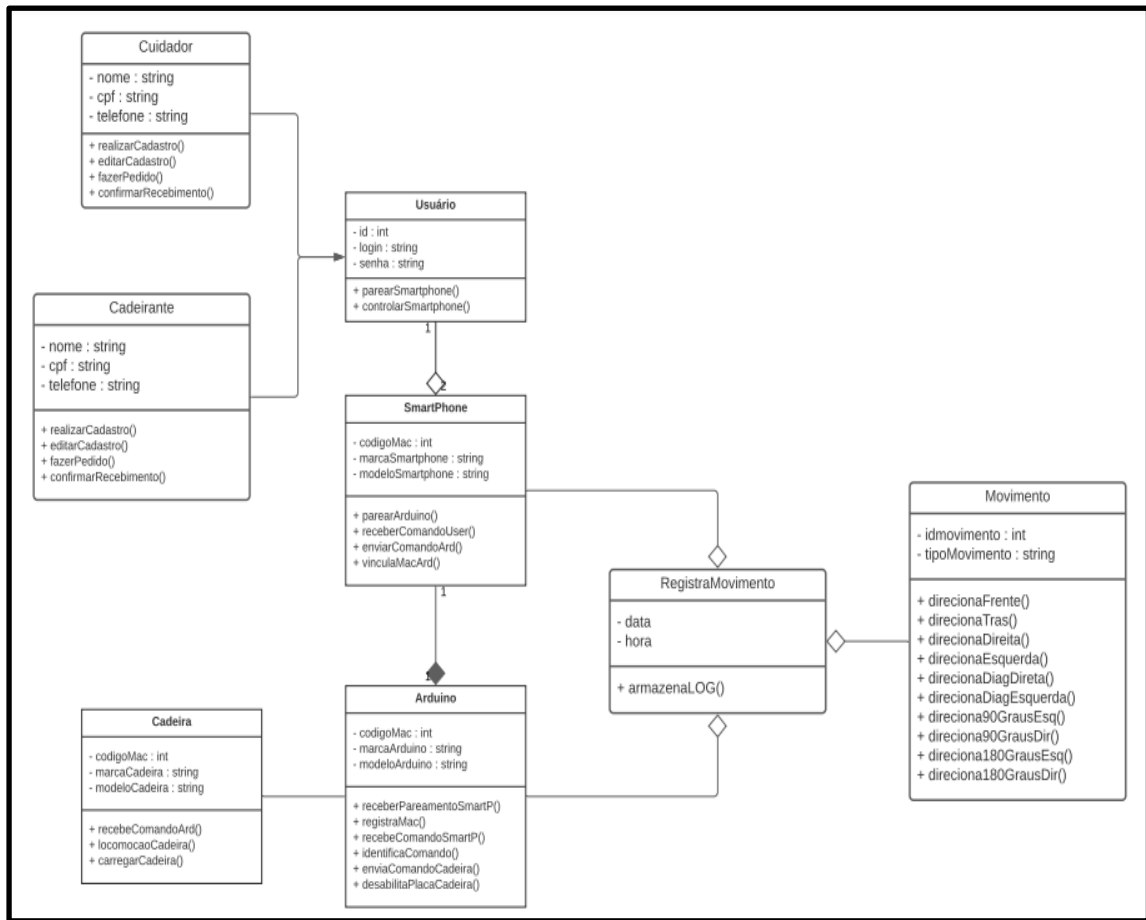 Cuidador
- nome : string
- cpf : string
- telefone : string
+ realizarCadastro()
+ editarCadastro()
+ fazerPedido()
+ confirmarRecebimento()
Usuário
- id : int
- login : string
- senha : string
+ parearSmartphone()
+ controlarSmartphone()
1
2
Cadeirante
- nome : string
- cpf : string
- telefone : string
+ realizarCadastro()
+ editarCadastro()
+ fazerPedido()
+ confirmarRecebimento()
SmartPhone
- codigoMac : int
- marcaSmartphone : string
- modeloSmartphone : string
+ parearArduino()
+ receberComandoUser()
+ enviarComandoArd()
+ vinculaMacArd()
1
1
Movimento
- idmovimento : int
- tipoMovimento : string
+ direcionaFrente()
+ direcionaTras()
+ direcionaDireita()
+ direcionaEsquerda()
+ direcionaDiagDireta()
+ direcionaDiagEsquerda()
+ direciona90GrausEsq()
+ direciona90GrausDir()
+ direciona180GrausEsq()
+ direciona180GrausDir()
RegistraMovimento
- data
- hora
+ armazenaLOG()
Arduino
- codigoMac : int
- marcaArduino : string
- modeloArduino : string
+ receberPareamentoSmartP()
+ registraMac()
+ recebeComandoSmartP()
+ identificaComando()
+ enviaComandoCadeira()
+ desabilitaPlacaCadeira()
Cadeira
- codigoMac : int
- marcaCadeira : string
- modeloCadeira : string
+ recebeComandoArd()
+ locomocaoCadeira()
+ carregarCadeira()